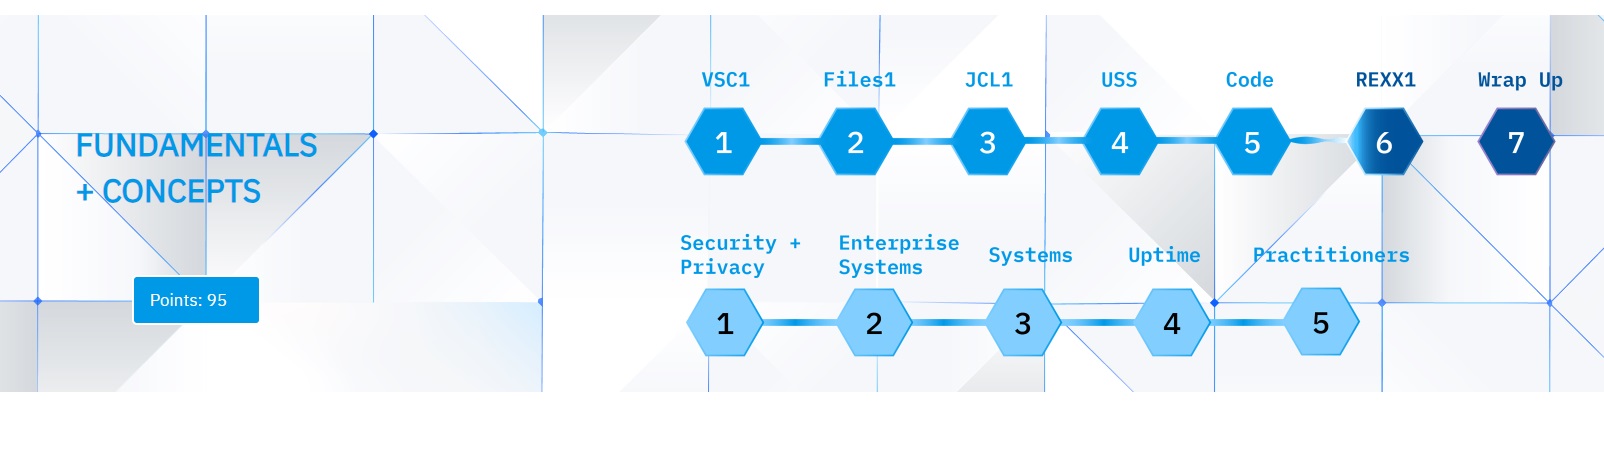 FUNDAMENTALS
+ CONCEPTS
Points: 95
VSC1 Files1 JCL1 USS Code REXX1 Wrap Up
1 2 3 4 5 6 7
Security + Enterprise
Privacy Systems Systems Uptime Practitioners
1 2 3 4 5